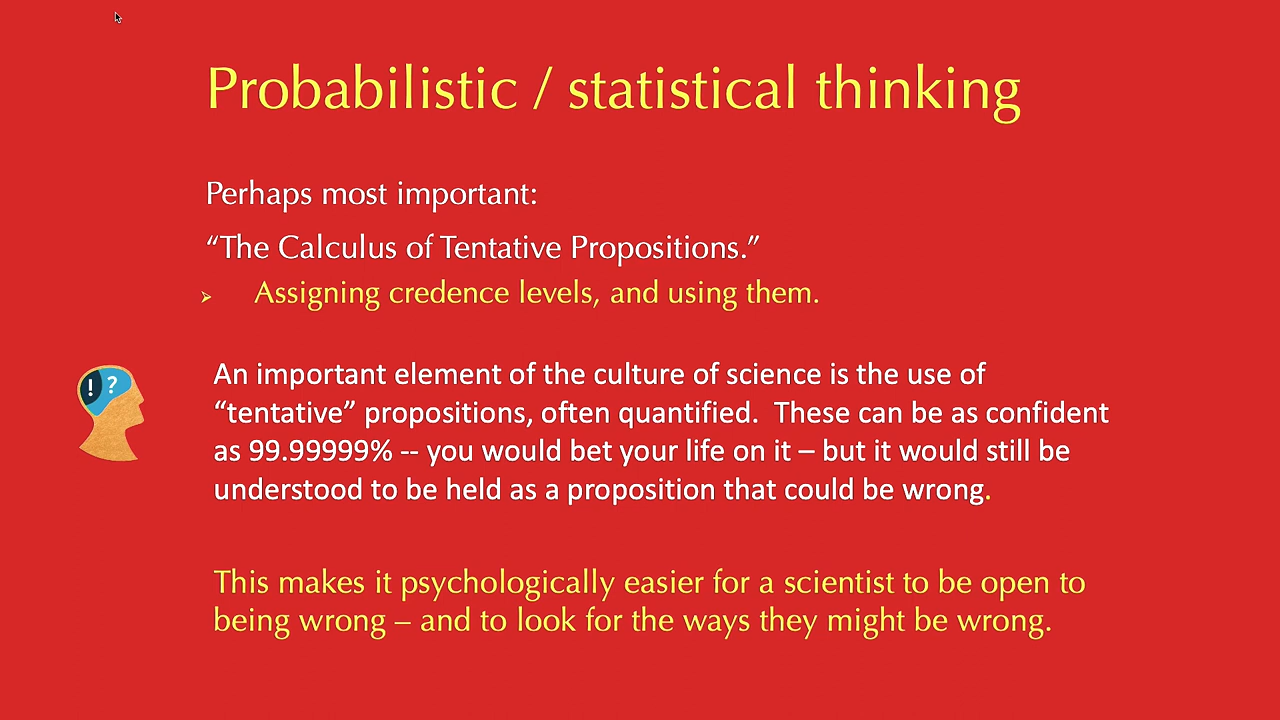 Probabilistic / statistical thinking
Perhaps most important:
“The Calculus of Tentative Propositions.”
Assigning credence levels, and using them.
! ?
An important element of the culture of science is the use of
“tentative” propositions, often quantified.  These can be as confident
as 99.99999% -- you would bet your life on it – but it would still be
understood to be held as a proposition that could be wrong.
This makes it psychologically easier for a scientist to be open to
being wrong – and to look for the ways they might be wrong.